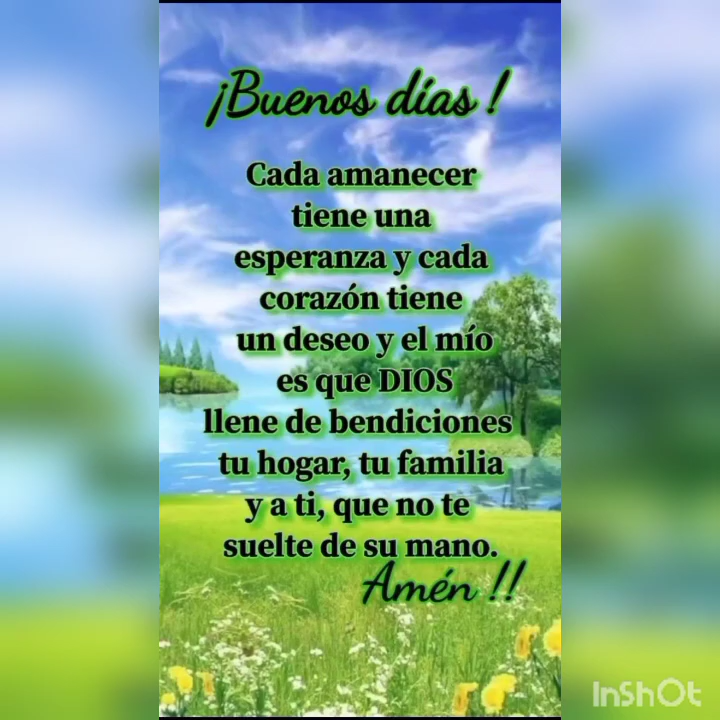 ¡Buenos días !
Cada amanecer
tiene una
esperanza y cada
corazón tiene
un deseo y el mío
es que DIOS
llene de bendiciones
tu hogar, tu familia
y a ti, que no te
suelte de su mano.
Amén !!
InShOt